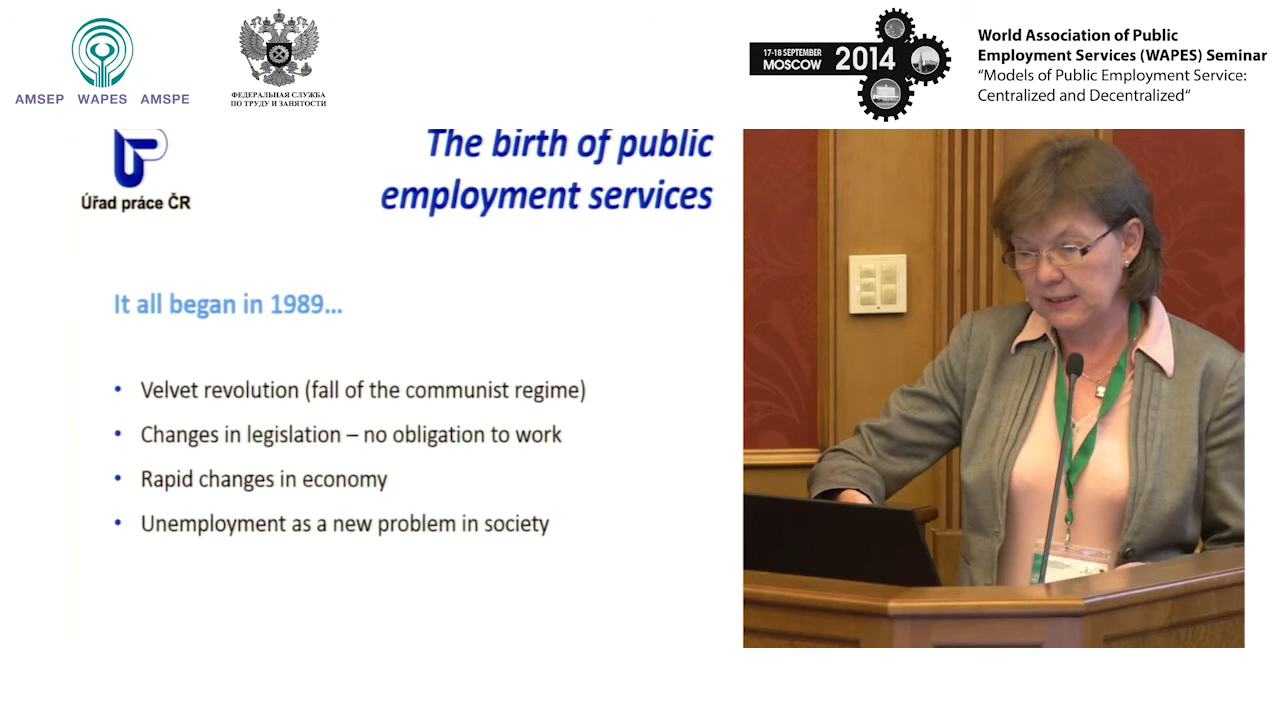 AMSEP WAPES AMSPE
ФЕДЕРАЛЬНАЯ СЛУЖБА
ПО ТРУДУ И ЗАНЯТОСТИ
17-18 SEPTEMBER
MOSCOW
2014
World Association of Public
Employment Services (WAPES) Seminar
“Models of Public Employment Service:
Centralized and Decentralized“
Úřad práce ČR
The birth of public
employment services
It all began in 1989...
• Velvet revolution (fall of the communist regime)
• Changes in legislation – no obligation to work
• Rapid changes in economy
• Unemployment as a new problem in society